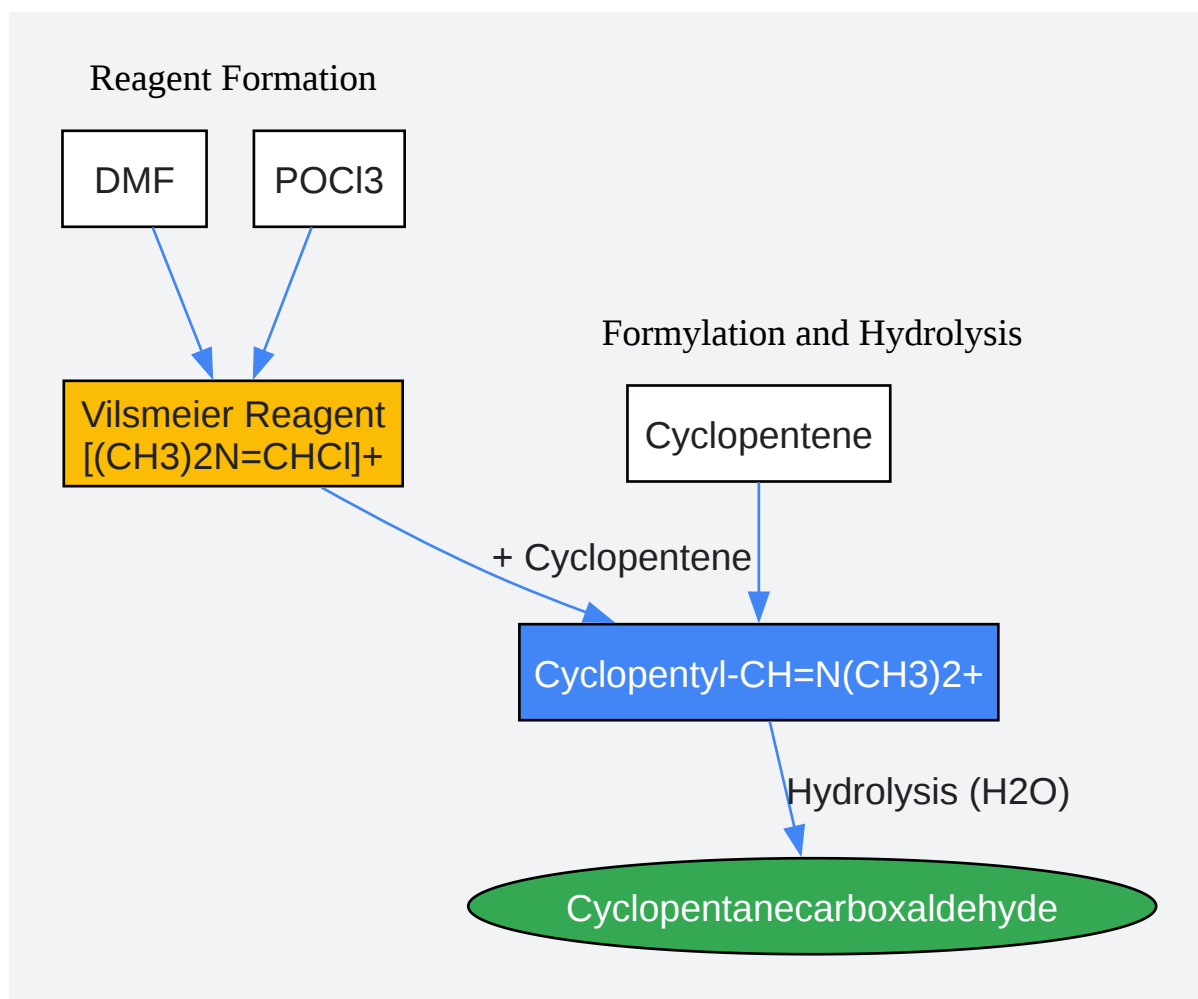 Reagent Formation
DMF
POCl3
Vilsmeier Reagent
[(CH3)2N=CHCl]+
Formylation and Hydrolysis
Cyclopentene
+ Cyclopentene
Cyclopentyl-CH=N(CH3)2+
Hydrolysis (H2O)
Cyclopentanecarboxaldehyde